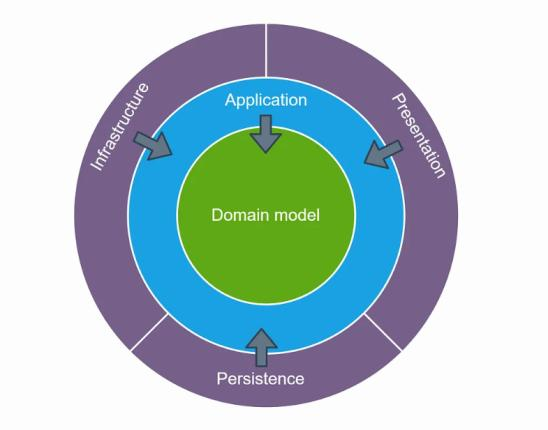 Application
Infrastructure
Presentation
Domain model
Persistence